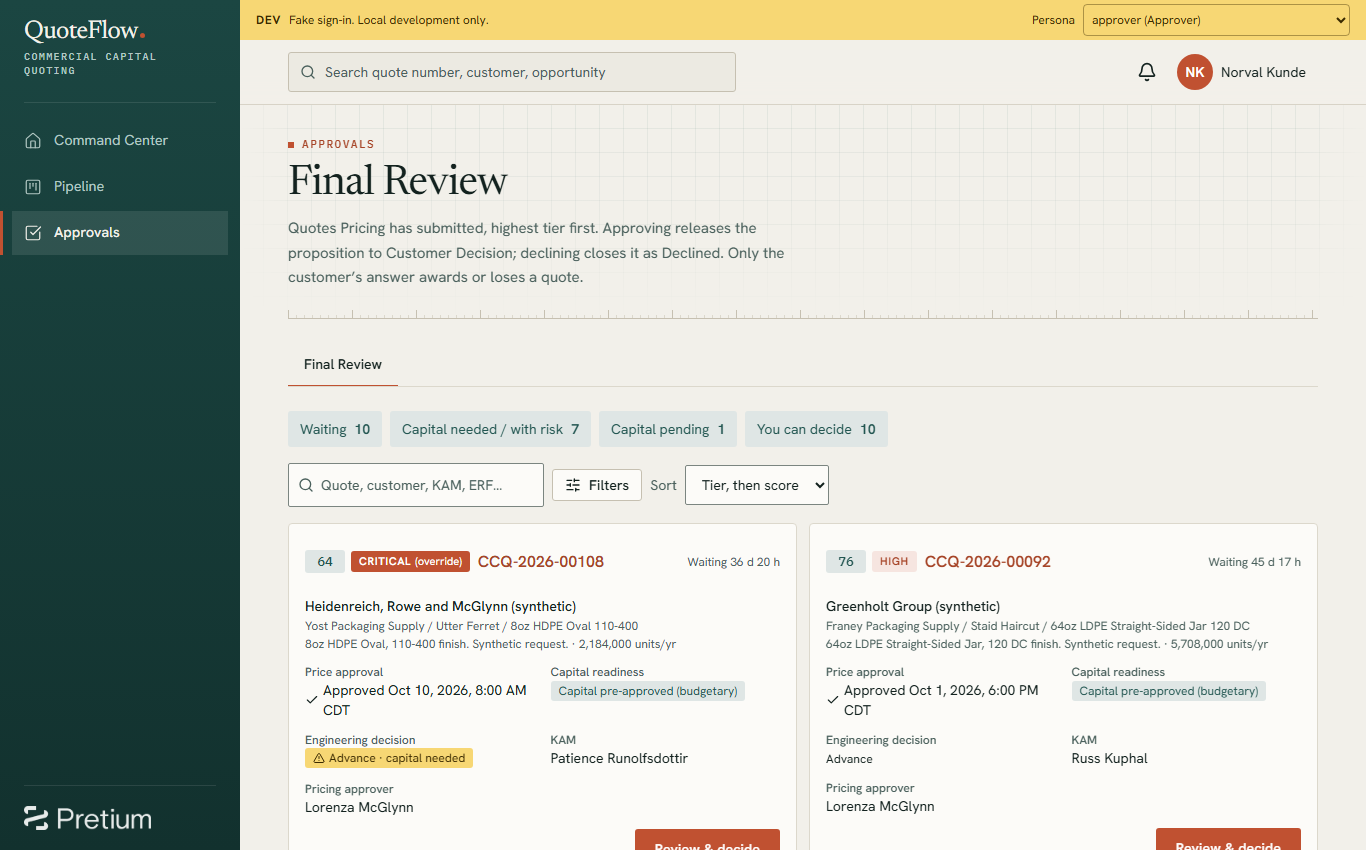 QuoteFlow.
COMMERCIAL CAPITAL
QUOTING
Command Center
Pipeline
Approvals
Pretium
DEV Fake sign-in. Local development only.
Persona approver (Approver)
Search quote number, customer, opportunity
NK Norval Kunde
APPROVALS
Final Review
Quotes Pricing has submitted, highest tier first. Approving releases the
proposition to Customer Decision; declining closes it as Declined. Only the
customer’s answer awards or loses a quote.
Final Review
Waiting 10 Capital needed / with risk 7 Capital pending 1 You can decide 10
Quote, customer, KAM, ERF... Filters Sort Tier, then score
64 CRITICAL (override) CCQ-2026-00108 Waiting 36 d 20 h
Heidenreich, Rowe and McGlynn (synthetic)
Yost Packaging Supply / Utter Ferret / 8oz HDPE Oval 110-400
8oz HDPE Oval, 110-400 finish. Synthetic request. · 2,184,000 units/yr
Price approval Capital readiness
Approved Oct 10, 2026, 8:00 AM Capital pre-approved (budgetary)
CDT
Engineering decision KAM
Advance · capital needed Patience Runolfsdottir
Pricing approver
Lorenza McGlynn
Review & decide
76 HIGH CCQ-2026-00092 Waiting 45 d 17 h
Greenholt Group (synthetic)
Franey Packaging Supply / Staid Haircut / 64oz LDPE Straight-Sided Jar 120 DC
64oz LDPE Straight-Sided Jar, 120 DC finish. Synthetic request. · 5,708,000 units/yr
Price approval Capital readiness
Approved Oct 1, 2026, 6:00 PM Capital pre-approved (budgetary)
CDT
Engineering decision KAM
Advance Russ Kuphal
Pricing approver
Lorenza McGlynn
Review & decide